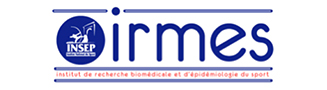 INSEP
irmes
institut de recherche biomédicale et d'épidémiologie du sport